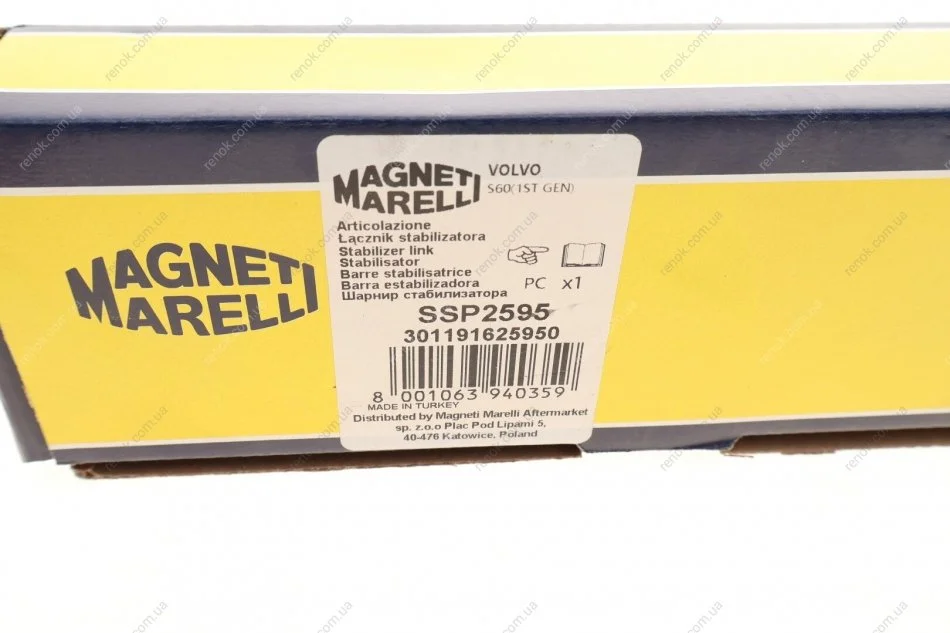 MAGNETI
MARELLI
MAGNETI
MARELLI
VOLVO
S60(1ST GEN)
Articolazione
Łącznik stabilizatora
Stabilizer link
Stabilisator
Barre stabilisatrice
Barra estabilizadora
Шарнир стабилизатора
PC x1
SSP2595
301191625950
8 001063 940359
MADE IN TURKEY
Distributed by Magneti Marelli Aftermarket
sp. z.o.o Plac Pod Lipami 5,
40-476 Katowice, Poland
renok.com.ua